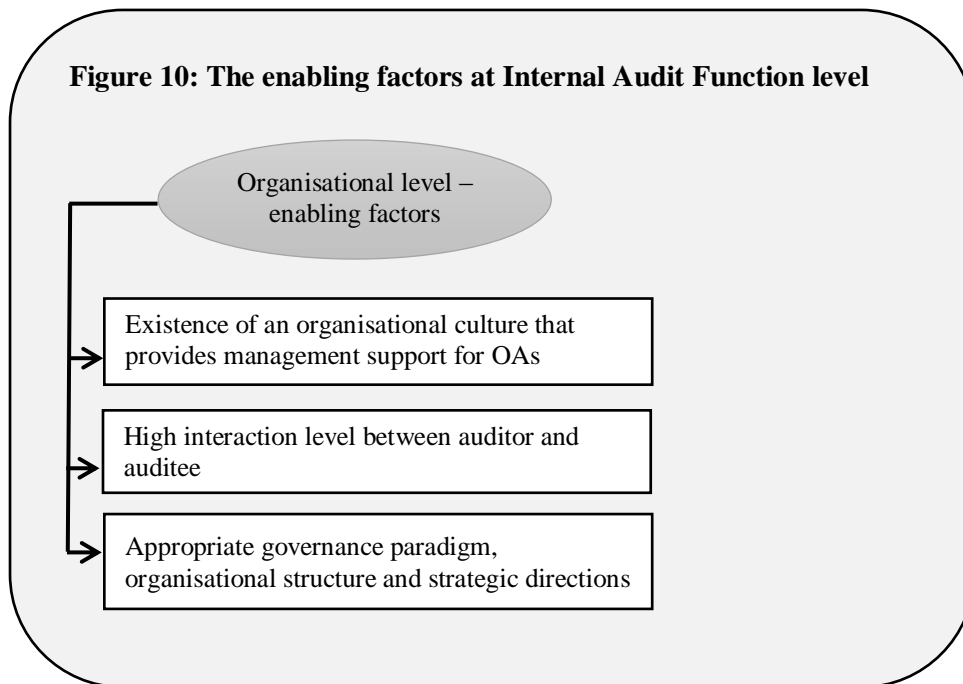 Figure 10: The enabling factors at Internal Audit Function level
Organisational level –
enabling factors
Existence of an organisational culture that
provides management support for OAs
High interaction level between auditor and
auditee
Appropriate governance paradigm,
organisational structure and strategic directions